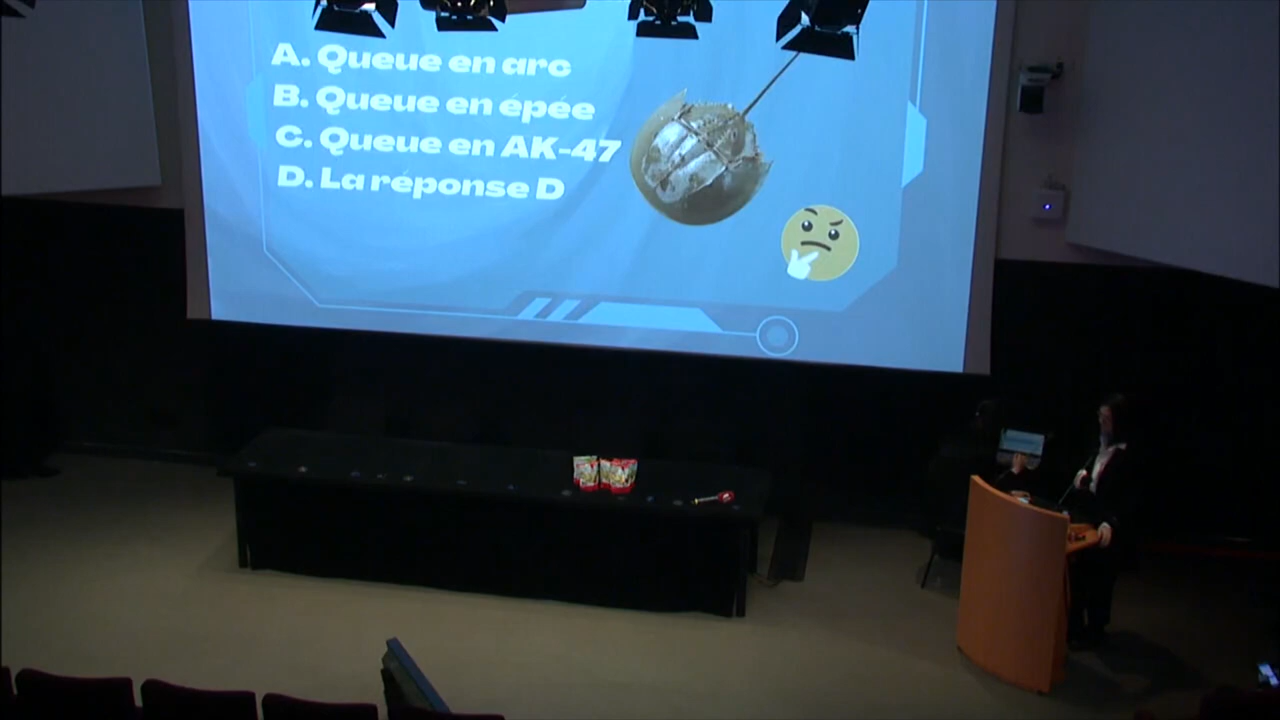 A. Queue en arc
B. Queue en épée
C. Queue en AK-47
D. La réponse D